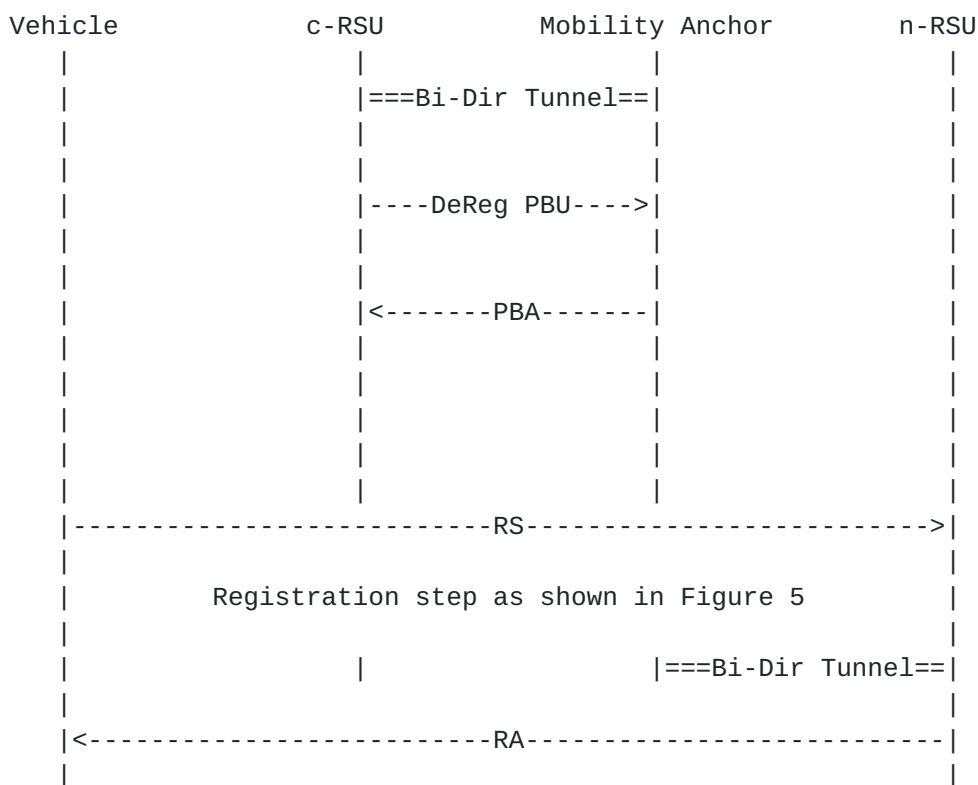 Vehicle c-RSU Mobility Anchor n-RSU
===Bi-Dir Tunnel==
----DeReg PBU---->
<-------PBA-------
---------------------------RS-------------------------->
Registration step as shown in Figure 5
===Bi-Dir Tunnel==
<--------------------------RA---------------------------